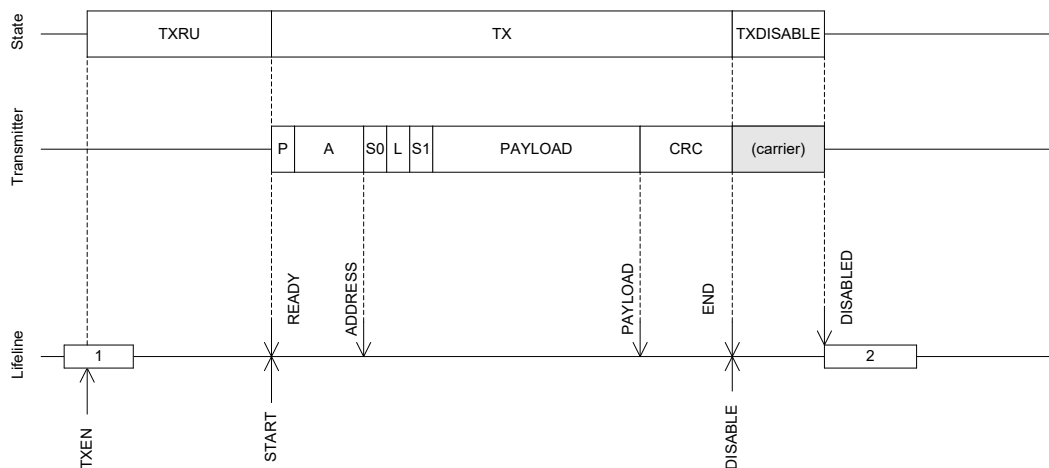 State
TXRU TX TXDISABLE
Transmitter
P A S0 L S1 PAYLOAD CRC (carrier)
READY
ADDRESS
PAYLOAD
END
DISABLED
Lifeline
1 2
TXEN
START
DISABLE